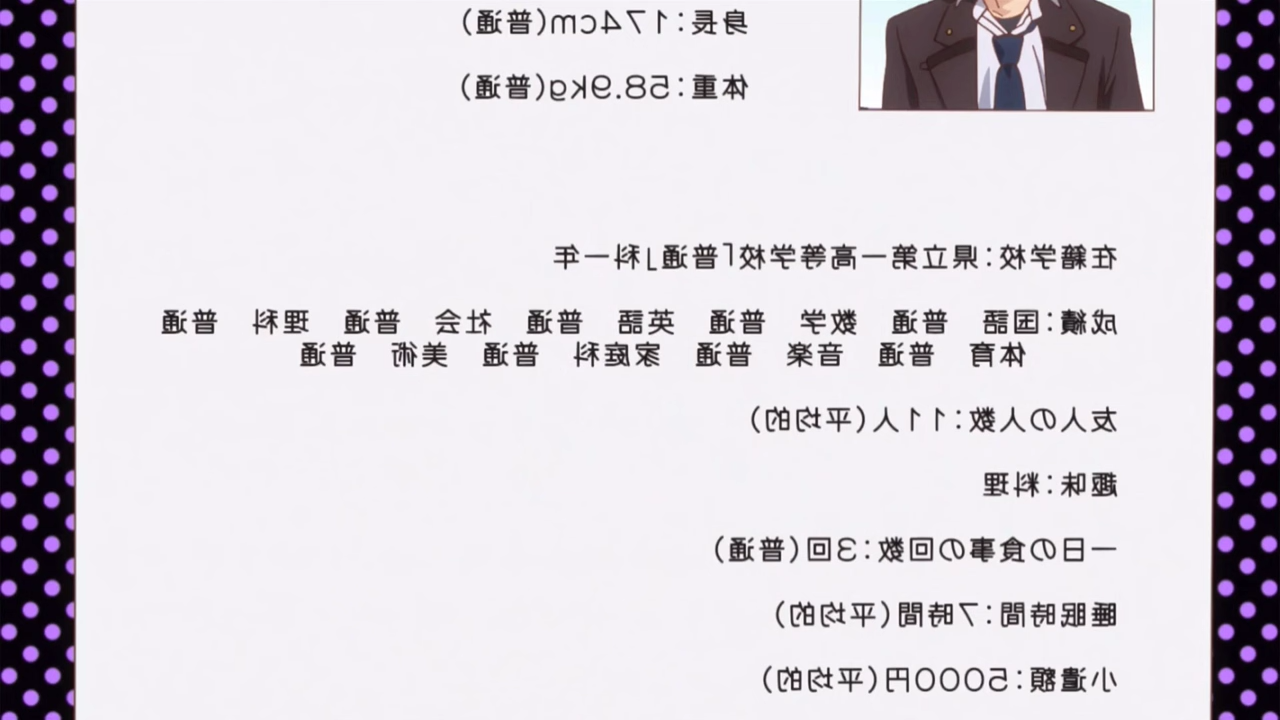 身長:174cm(普通)
体重:58.9kg(普通)
在籍学校:県立第一高等学校「普通」科一年
成績:国語　普通　数学　普通　英語　普通　社会　普通　理科　普通
体育　普通　音楽　普通　家庭科　普通　美術　普通
友人の人数:11人(平均的)
趣味:料理
一日の食事の回数:3回(普通)
睡眠時間:7時間(平均的)
小遣額:5000円(平均的)